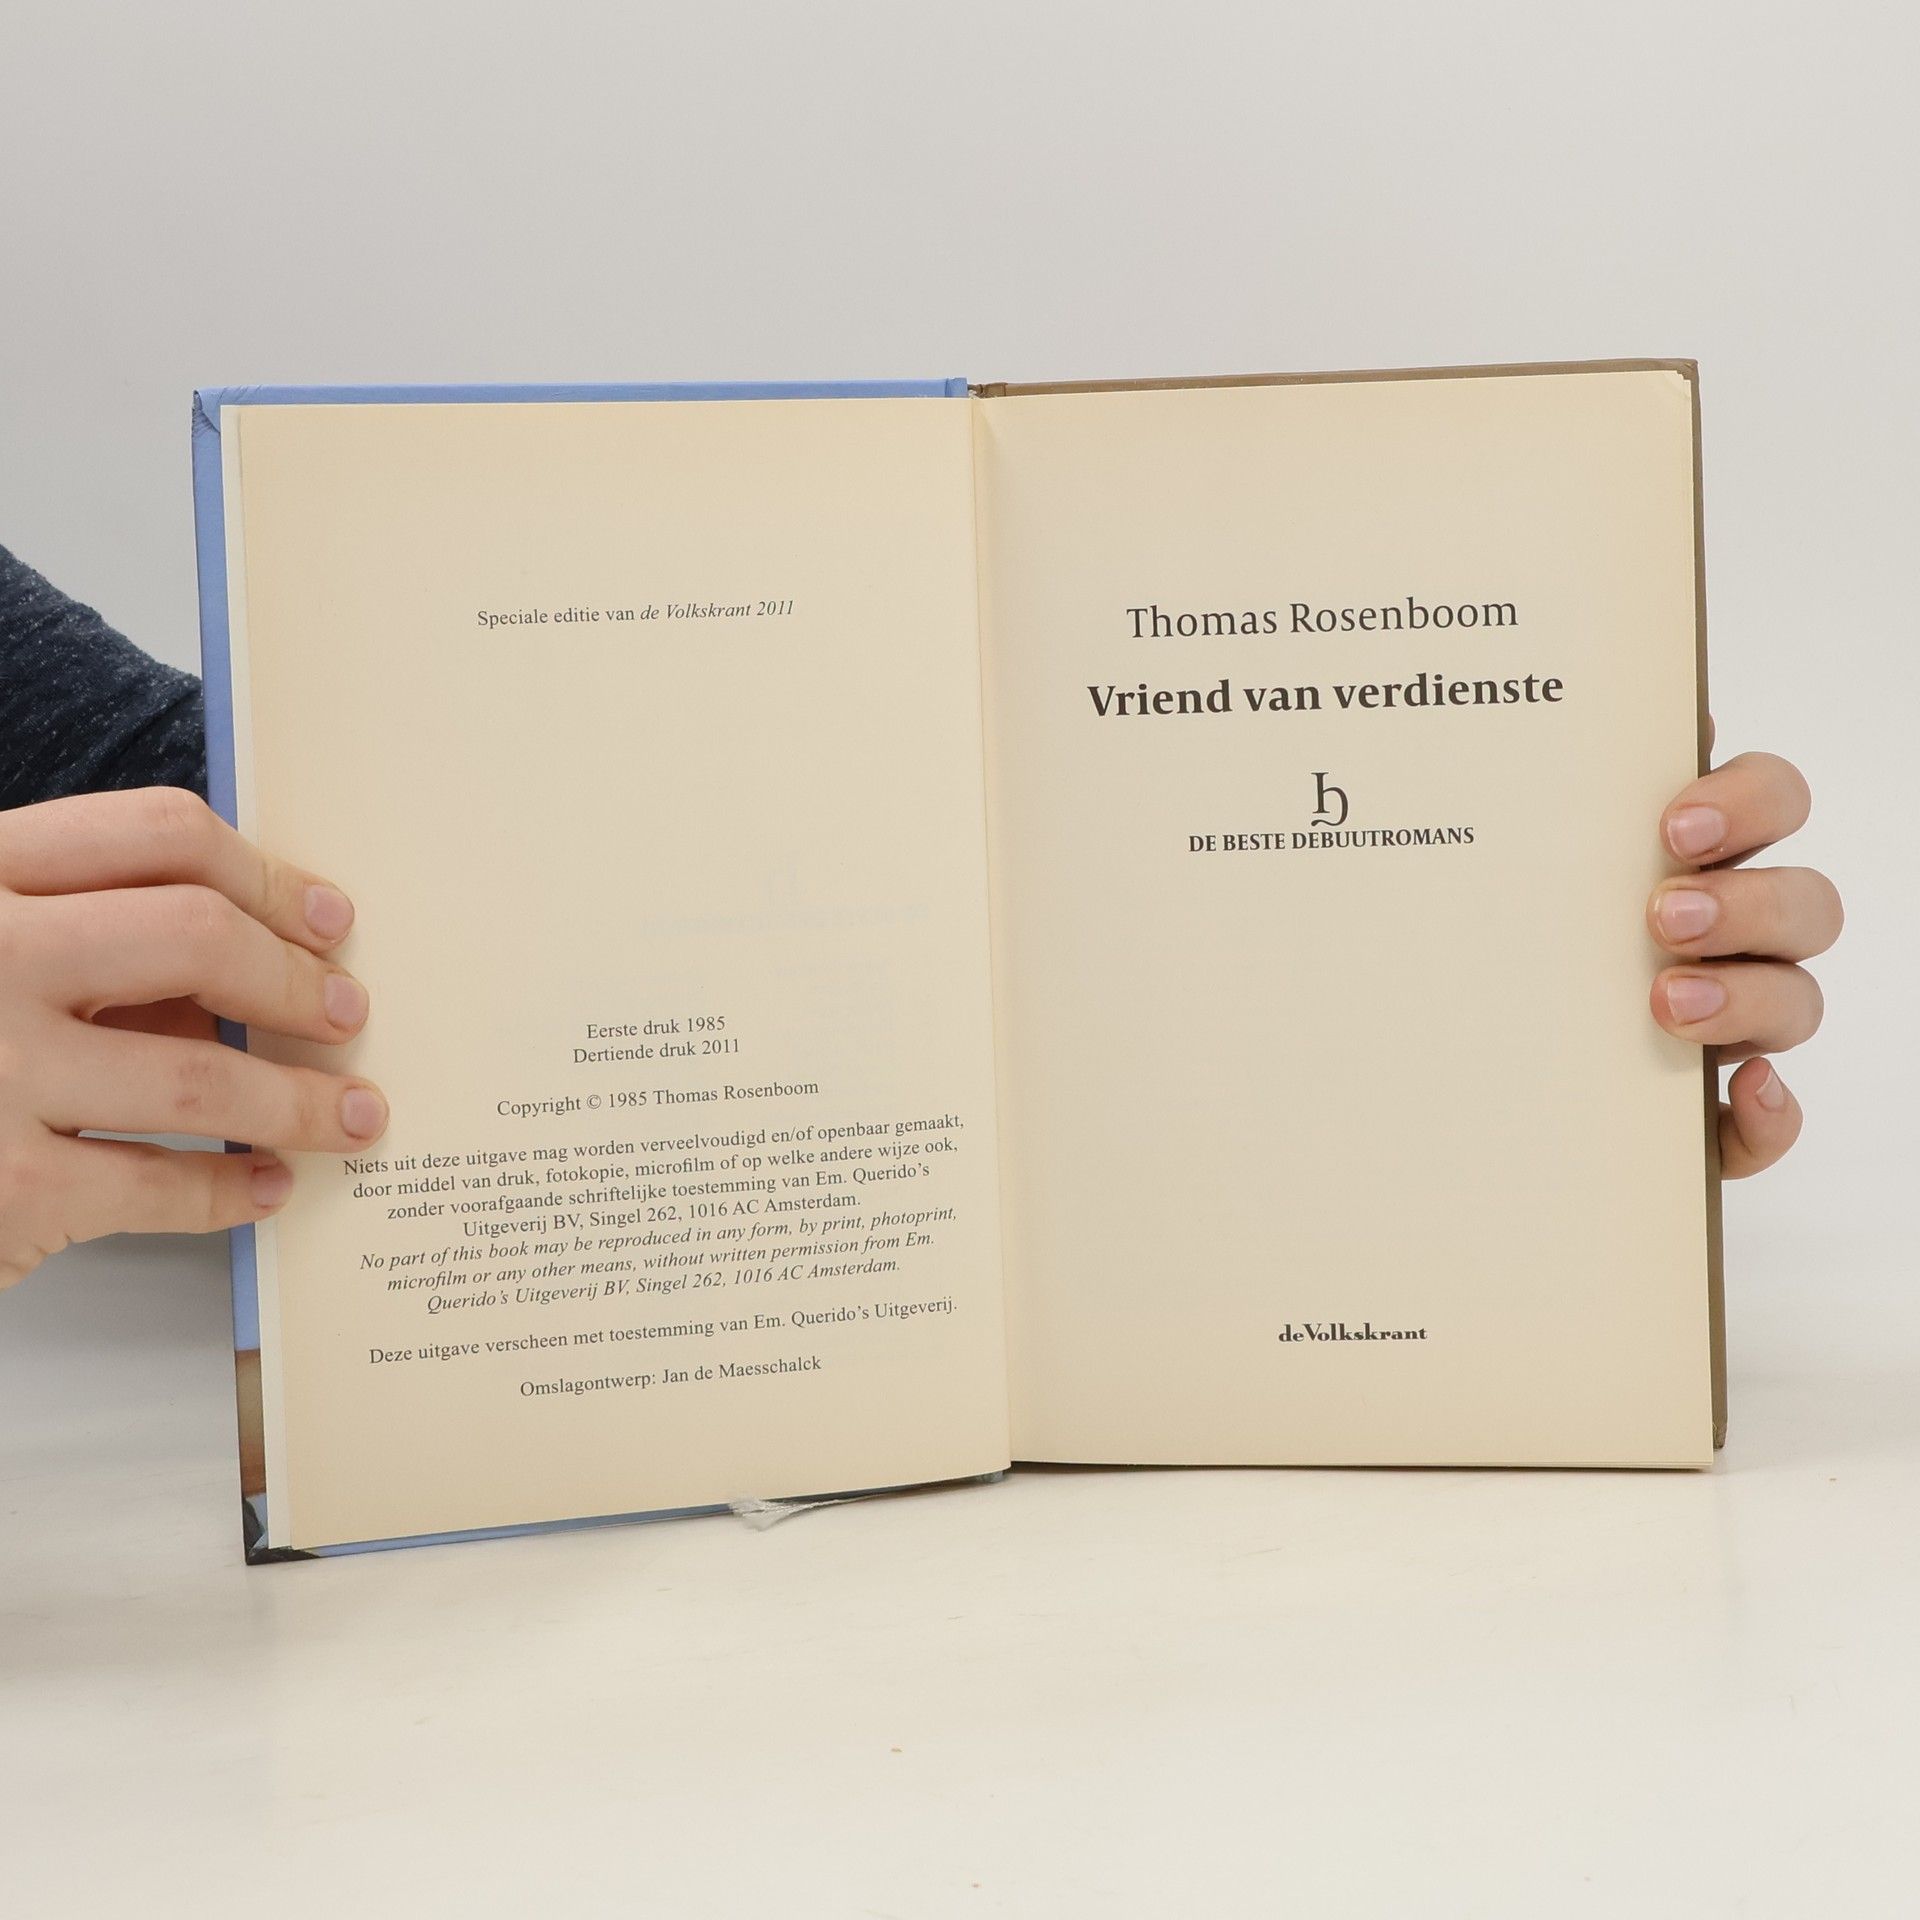 Speciale editie van de Volkskrant 2011
Eerste druk 1985
Dertiende druk 2011
Copyright © 1985 Thomas Rosenboom
Niets uit deze uitgave mag worden verveelvoudigd en/of openbaar gemaakt,
door middel van druk, fotokopie, microfilm of op welke andere wijze ook,
zonder voorafgaande schriftelijke toestemming van Em. Querido's
Uitgeverij BV, Singel 262, 1016 AC Amsterdam.
No part of this book may be reproduced in any form, by print, photoprint,
microfilm or any other means, without written permission from Em.
Querido's Uitgeverij BV, Singel 262, 1016 AC Amsterdam.
Deze uitgave verscheen met toestemming van Em. Querido's Uitgeverij.
Omslagontwerp: Jan de Maesschalck
Thomas Rosenboom
Vriend van verdienste
DE BESTE DEBUUTROMANS
deVolkskrant